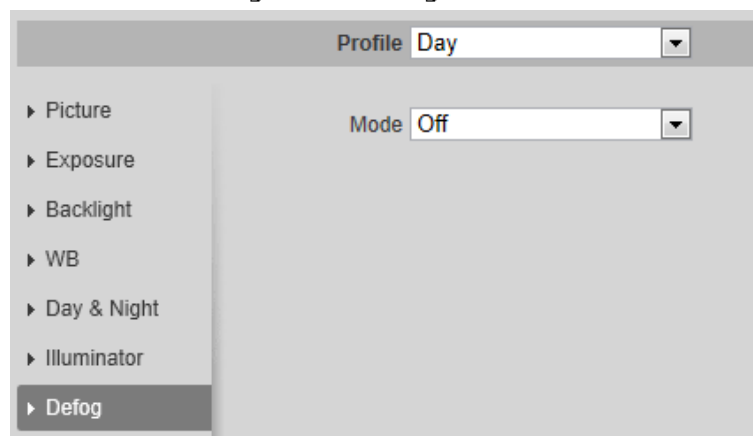 Profile Day
Mode Off
Picture
Exposure
Backlight
WB
Day & Night
Illuminator
Defog